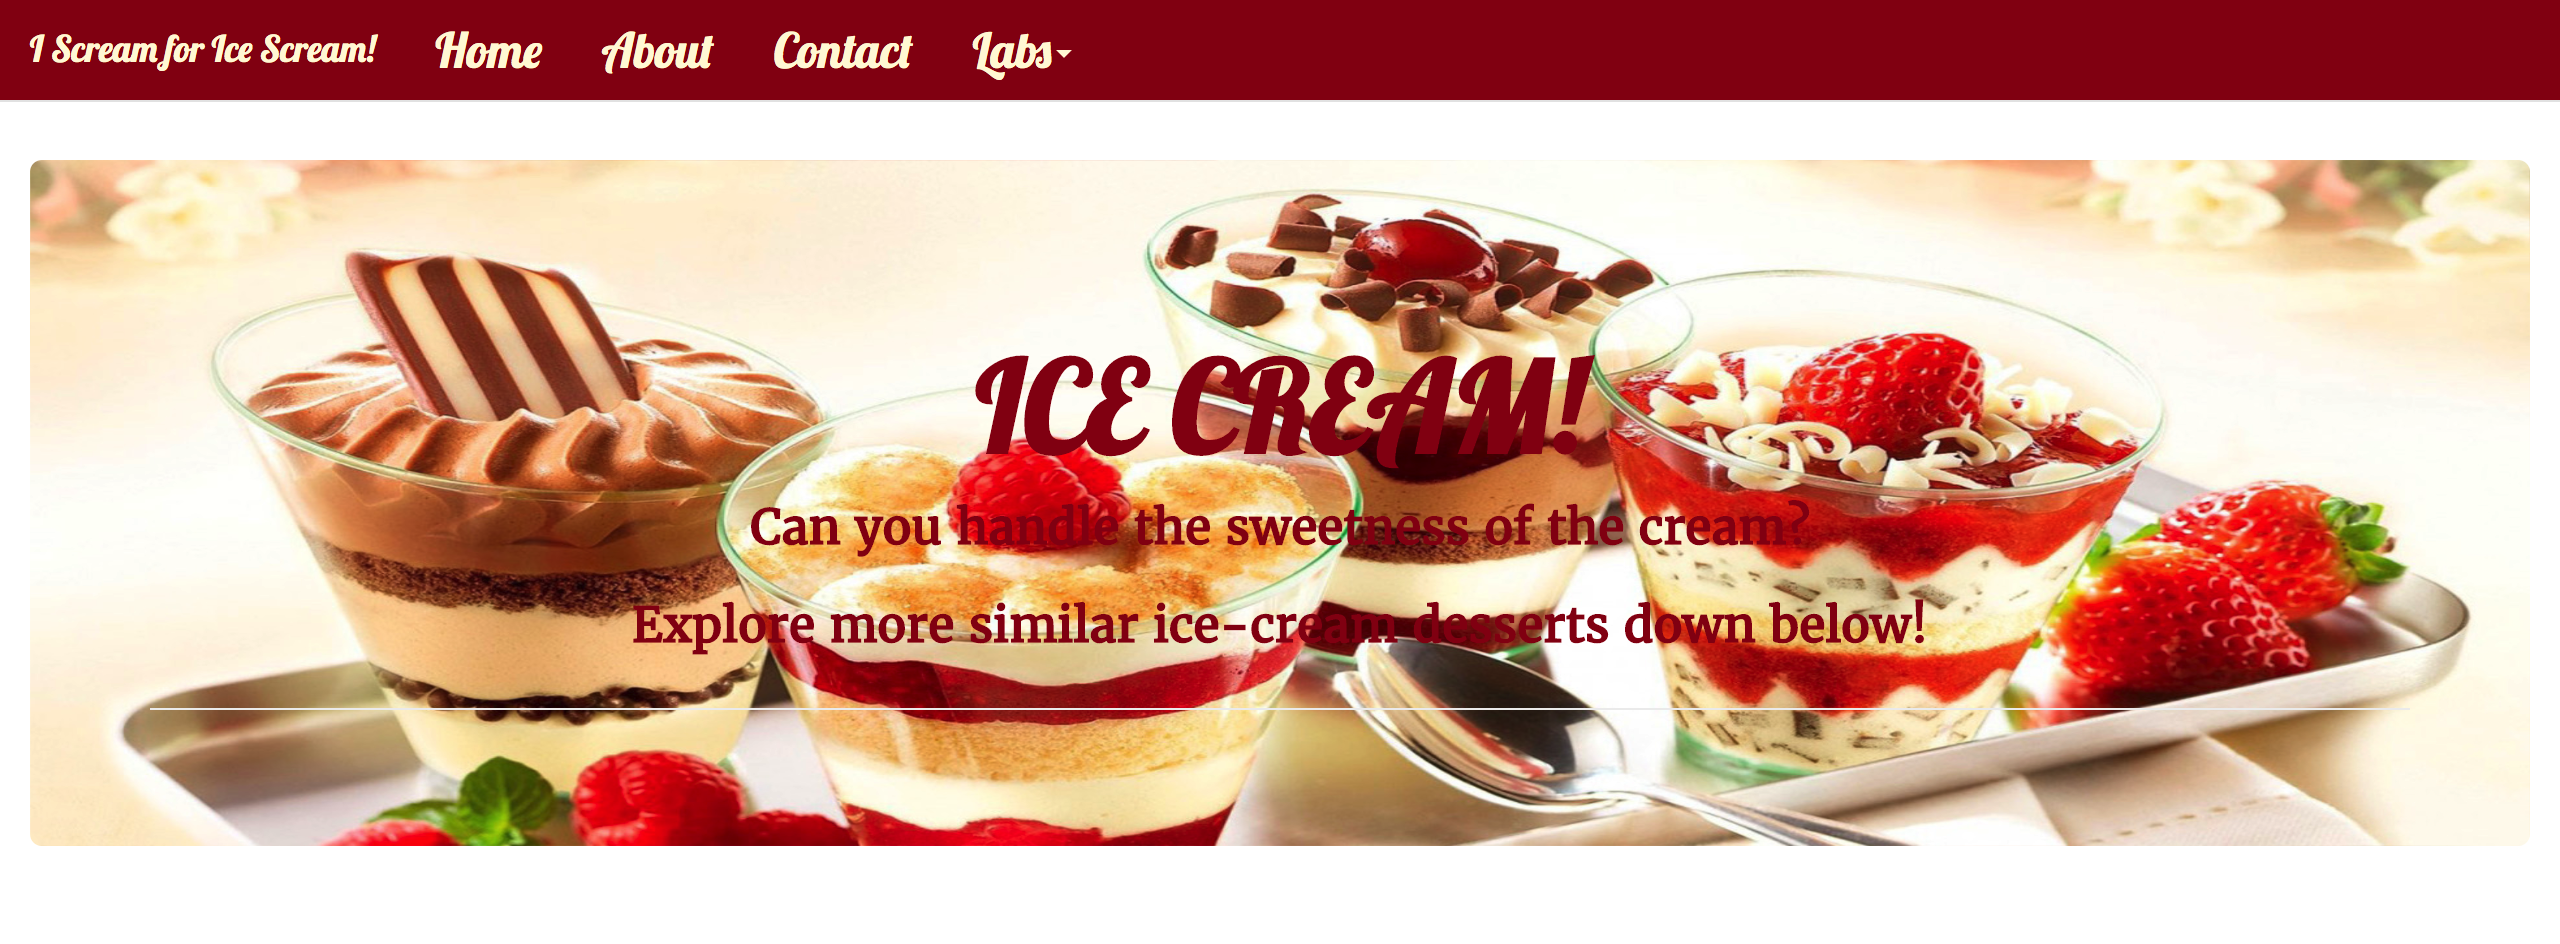 I Scream for Ice Scream! Home About Contact Labs
ICE CREAM!
Can you handle the sweetness of the cream?
Explore more similar ice-cream desserts down below!